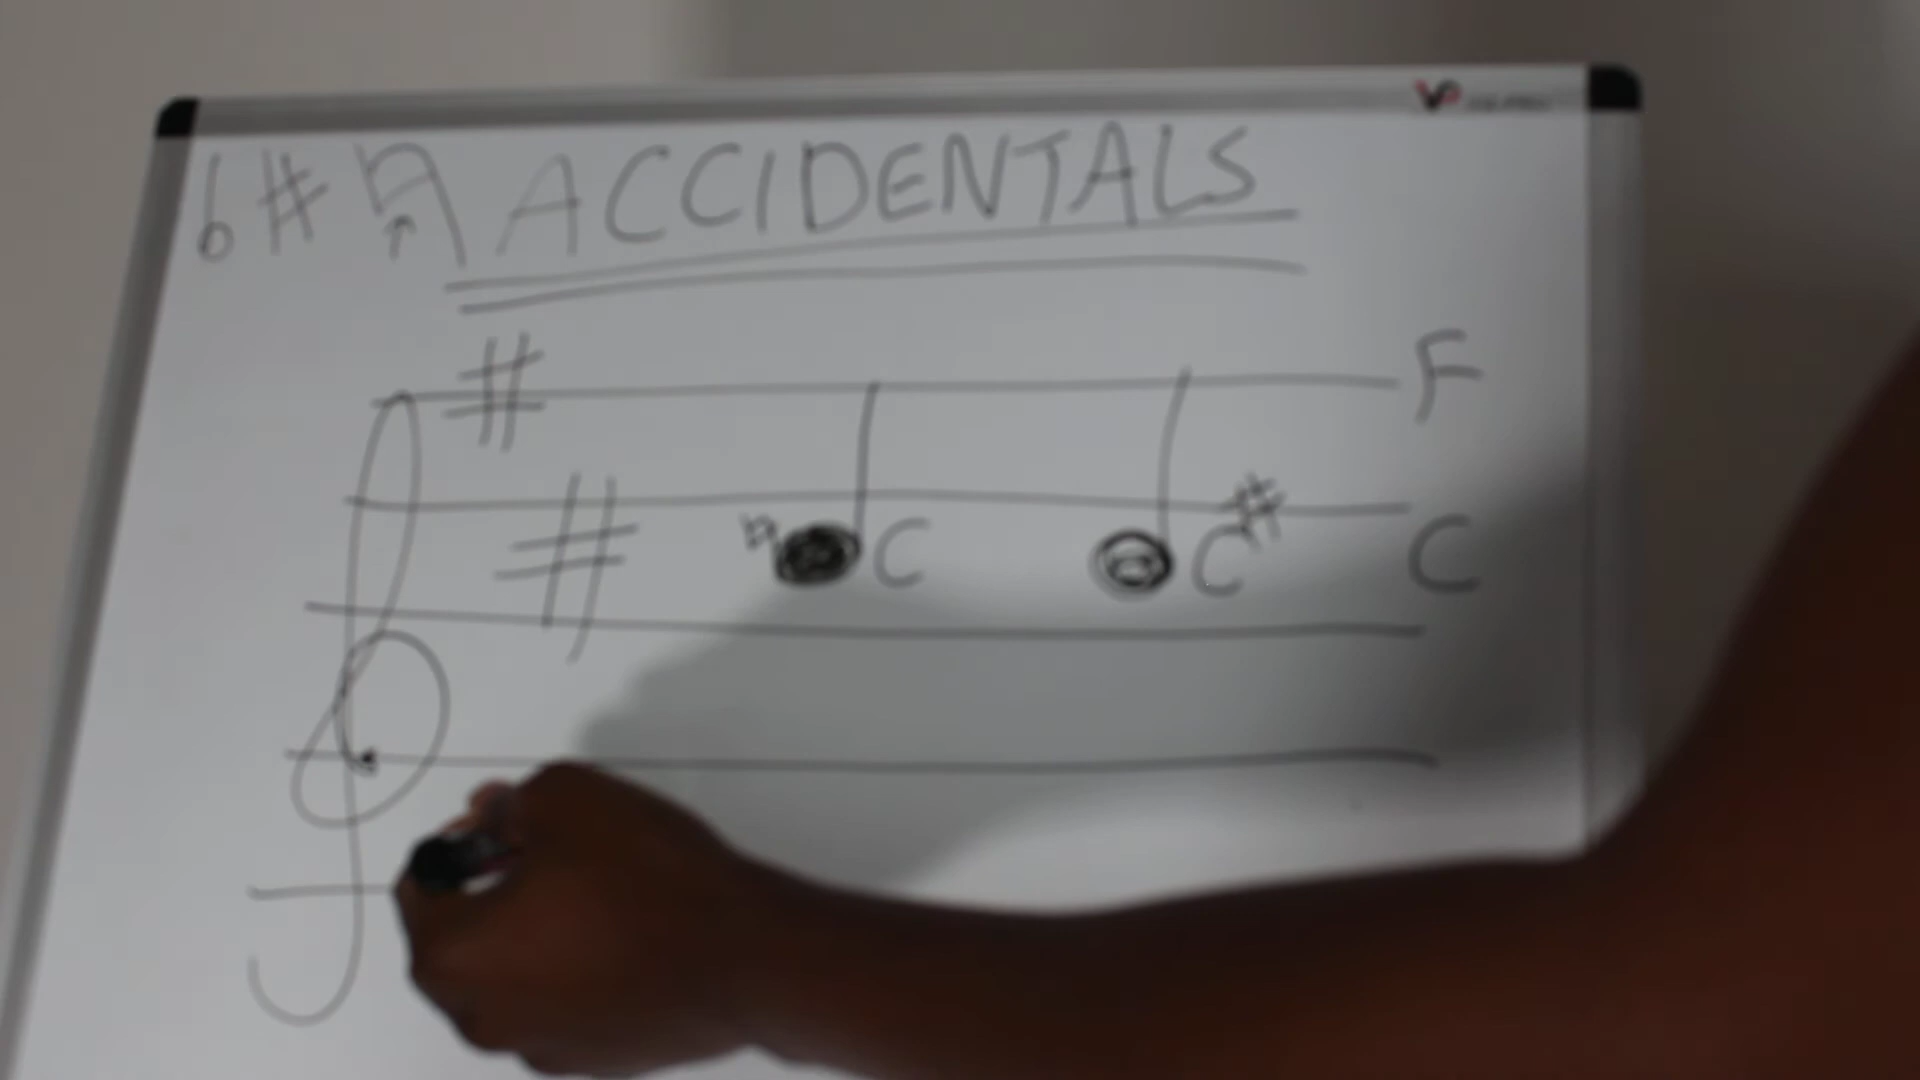 b # ♮ ACCIDENTALS
# F
# ♮ C C# C